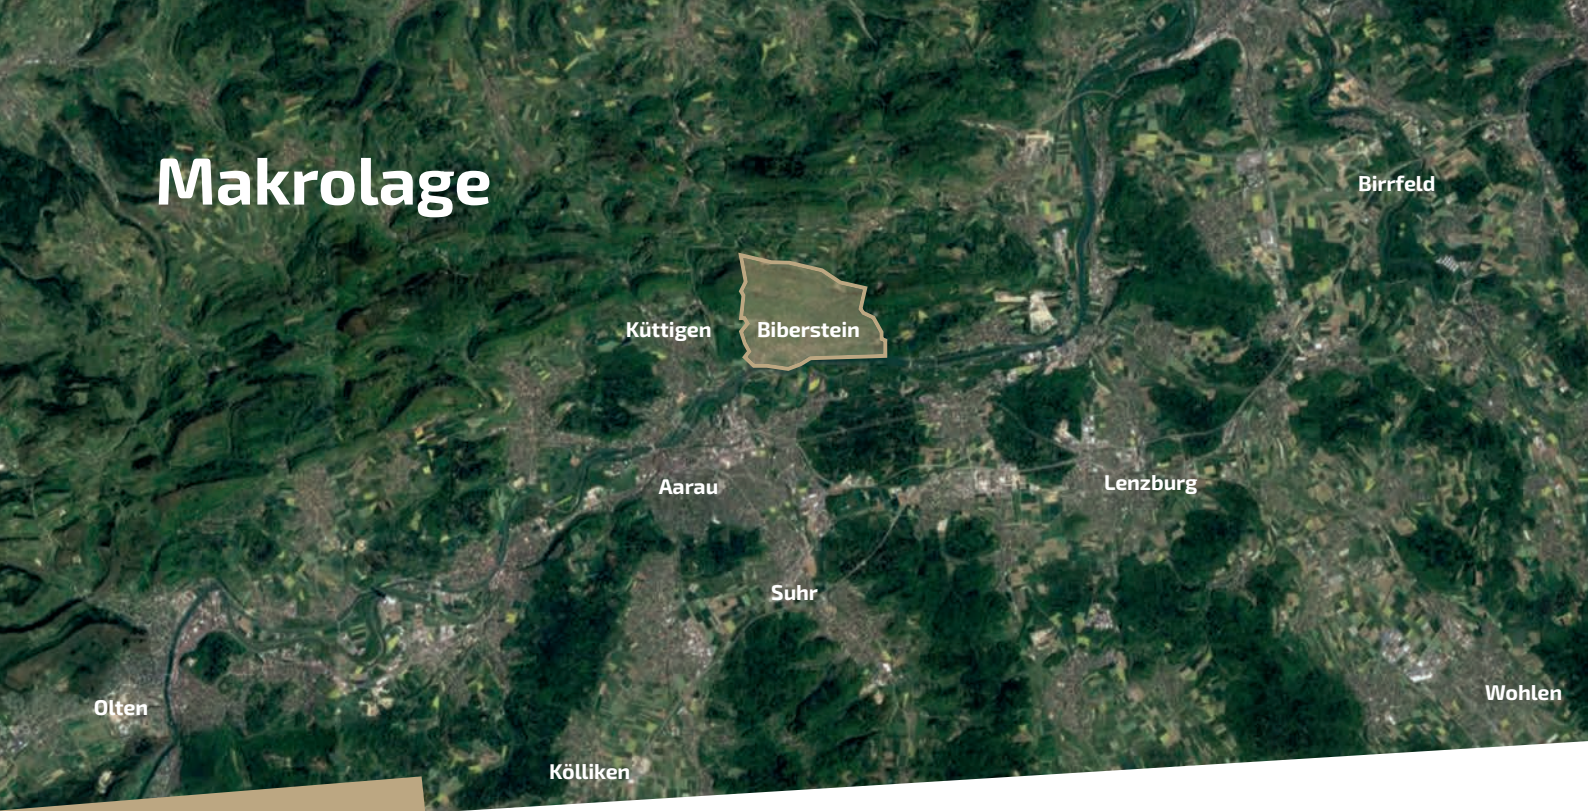 Makrolage
Birrfeld
Küttigen
Biberstein
Aarau
Lenzburg
Suhr
Olten
Wohlen
Kölliken